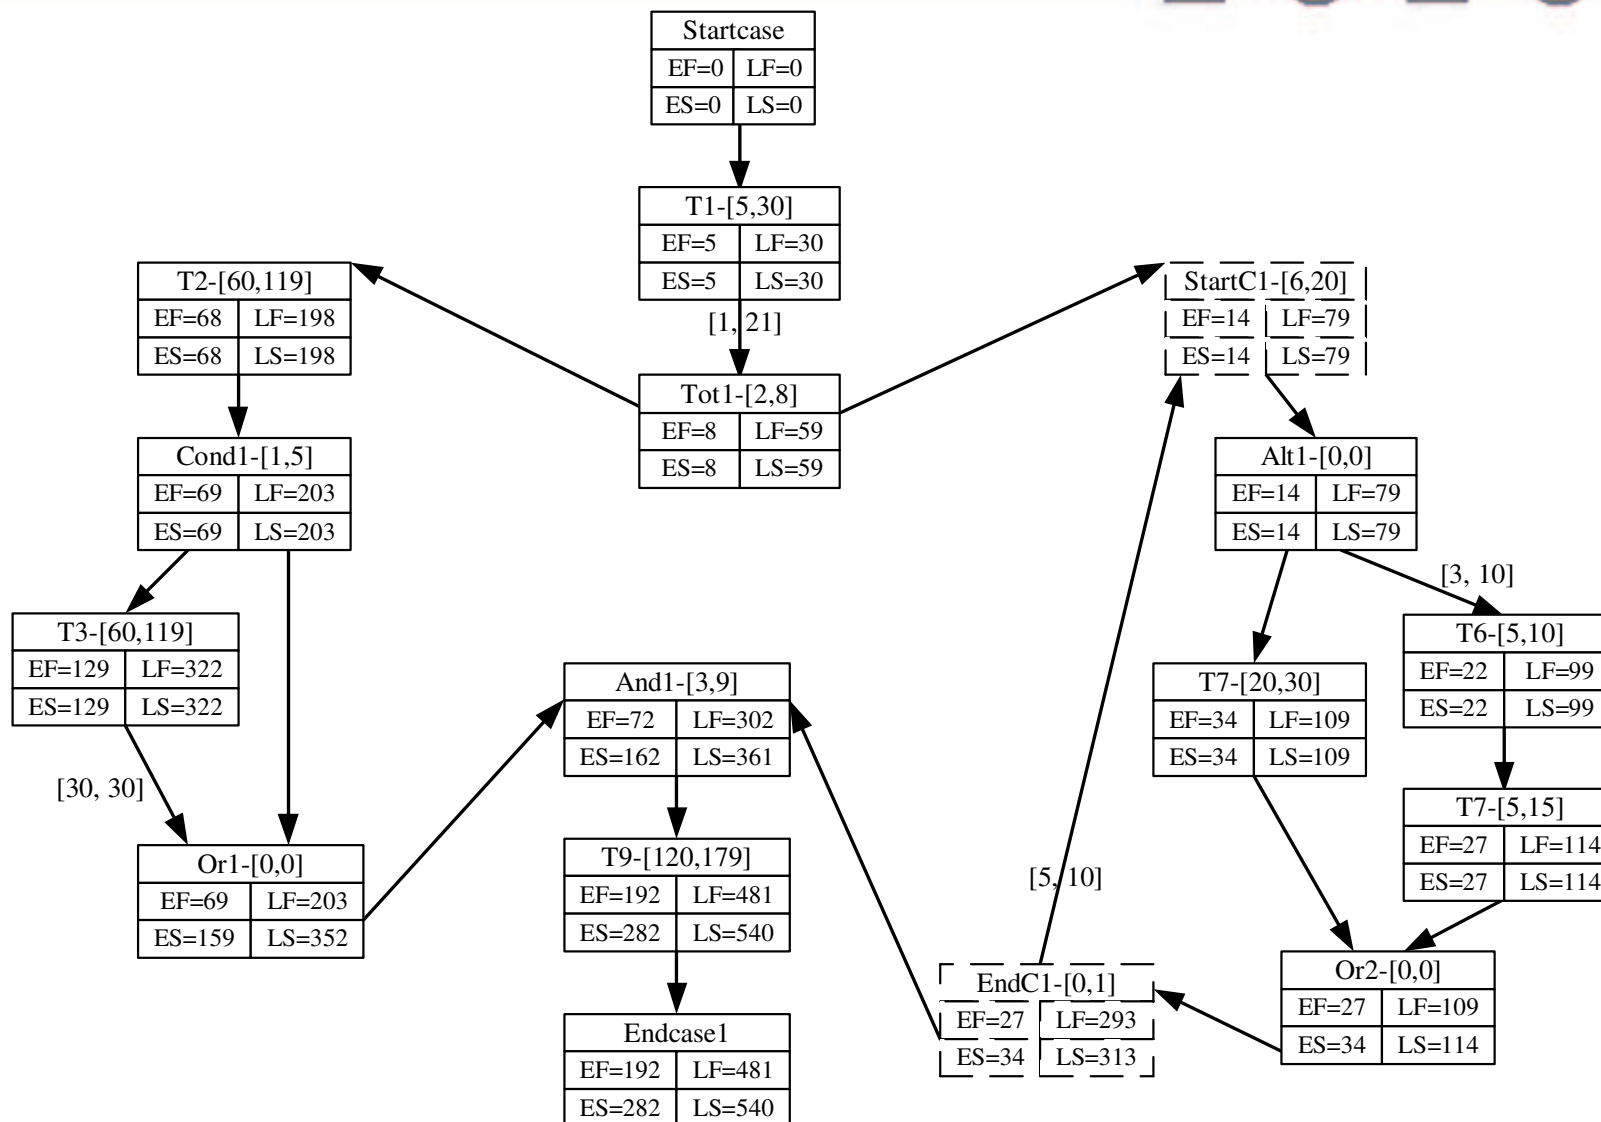 Startcase
EF=0 LF=0
ES=0 LS=0
T1-[5,30]
EF=5 LF=30
ES=5 LS=30
[1, 21]
Tot1-[2,8]
EF=8 LF=59
ES=8 LS=59
T2-[60,119]
EF=68 LF=198
ES=68 LS=198
Cond1-[1,5]
EF=69 LF=203
ES=69 LS=203
T3-[60,119]
EF=129 LF=322
ES=129 LS=322
[30, 30]
Or1-[0,0]
EF=69 LF=203
ES=159 LS=352
And1-[3,9]
EF=72 LF=302
ES=162 LS=361
T9-[120,179]
EF=192 LF=481
ES=282 LS=540
Endcase1
EF=192 LF=481
ES=282 LS=540
StartC1-[6,20]
EF=14 LF=79
ES=14 LS=79
Alt1-[0,0]
EF=14 LF=79
ES=14 LS=79
[3, 10]
T6-[5,10]
EF=22 LF=99
ES=22 LS=99
T7-[20,30]
EF=34 LF=109
ES=34 LS=109
T7-[5,15]
EF=27 LF=114
ES=27 LS=114
[5, 10]
Or2-[0,0]
EF=27 LF=109
ES=34 LS=114
EndC1-[0,1]
EF=27 LF=293
ES=34 LS=313